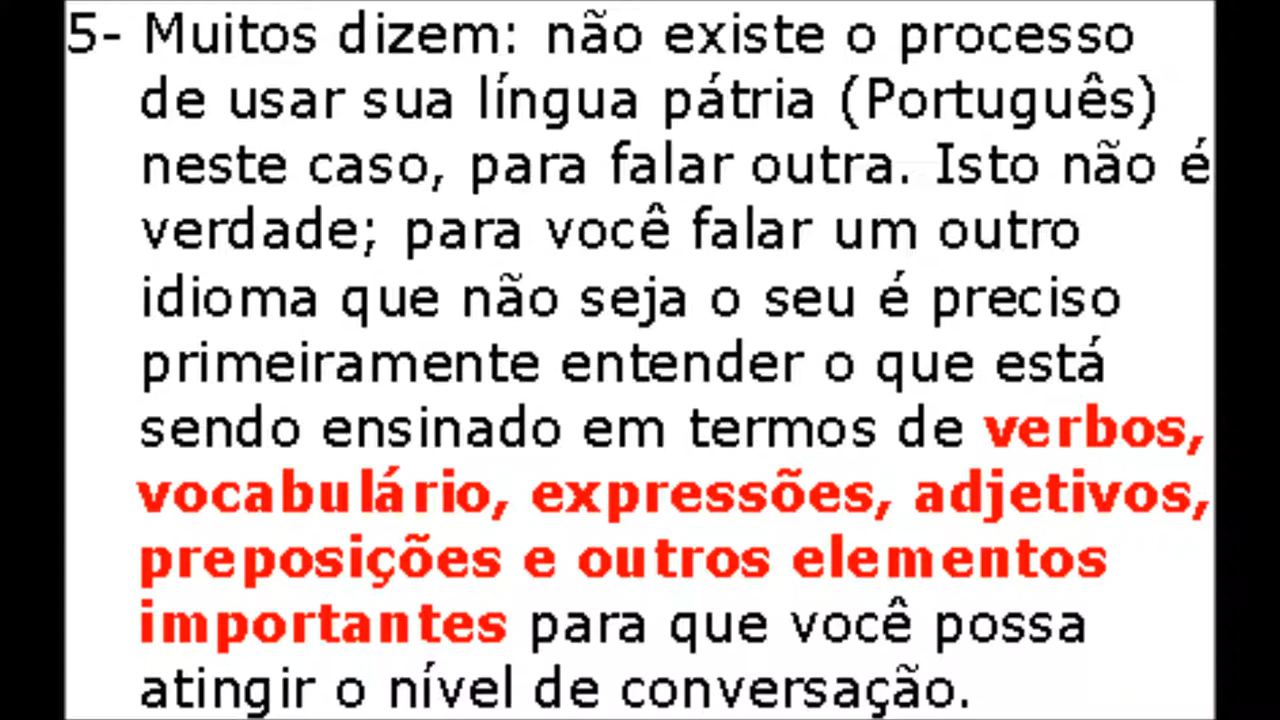 5- Muitos dizem: não existe o processo
de usar sua língua pátria (Português)
neste caso, para falar outra. Isto não é
verdade; para você falar um outro
idioma que não seja o seu é preciso
primeiramente entender o que está
sendo ensinado em termos de verbos,
vocabulário, expressões, adjetivos,
preposições e outros elementos
importantes para que você possa
atingir o nível de conversação.